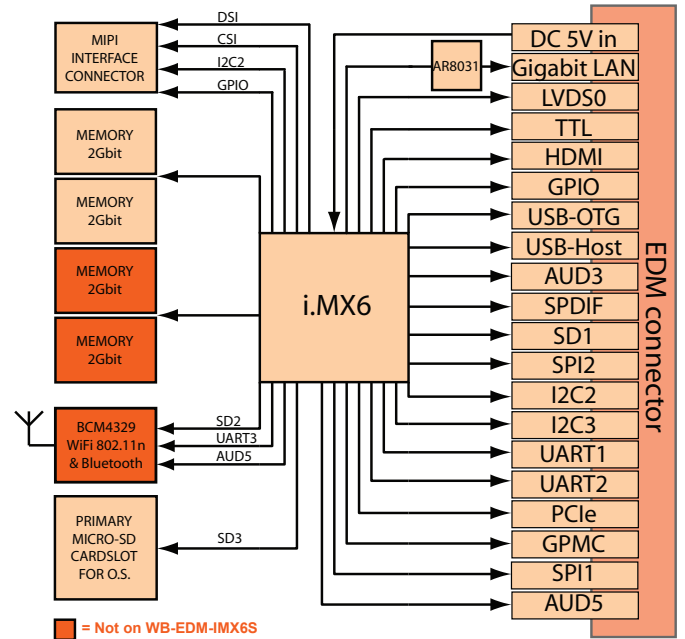 MIPI
INTERFACE
CONNECTOR
DSI
CSI
I2C2
GPIO
MEMORY
2Gbit
MEMORY
2Gbit
MEMORY
2Gbit
MEMORY
2Gbit
BCM4329
WiFi 802.11n
& Bluetooth
SD2
UART3
AUD5
PRIMARY
MICRO-SD
CARDSLOT
FOR O.S.
SD3
= Not on WB-EDM-IMX6S
i.MX6
AR8031
DC 5V in
Gigabit LAN
LVDS0
TTL
HDMI
GPIO
USB-OTG
USB-Host
AUD3
SPDIF
SD1
SPI2
I2C2
I2C3
UART1
UART2
PCIe
GPMC
SPI1
AUD5
EDM connector